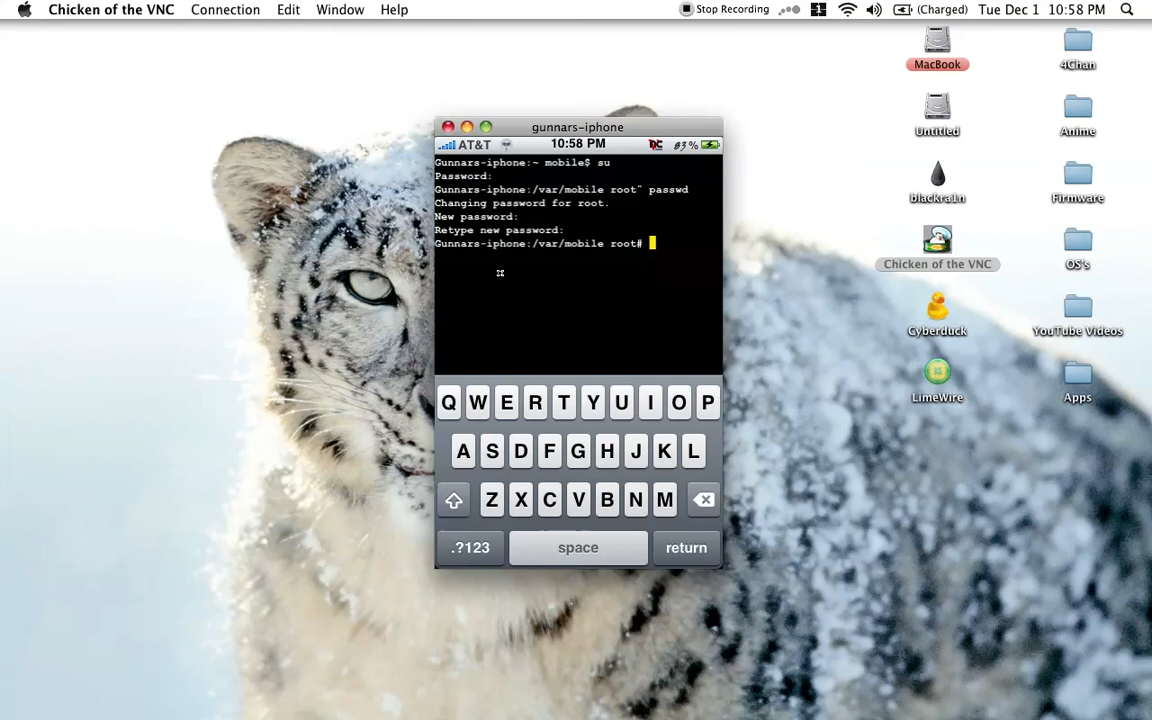 Chicken of the VNC Connection Edit Window Help Stop Recording (Charged) Tue Dec 1 10:58 PM
MacBook
4Chan
Untitled
Anime
blackra1n
Firmware
Chicken of the VNC
OS's
Cyberduck
YouTube Videos
LimeWire
Apps
gunnars-iphone
AT&T 10:58 PM 83%
Gunnars-iphone:~ mobile$ su
Password:
Gunnars-iphone:/var/mobile root~ passwd
Changing password for root.
New password:
Retype new password:
Gunnars-iphone:/var/mobile root#
Q W E R T Y U I O P
A S D F G H J K L
Z X C V B N M
.?123 space return